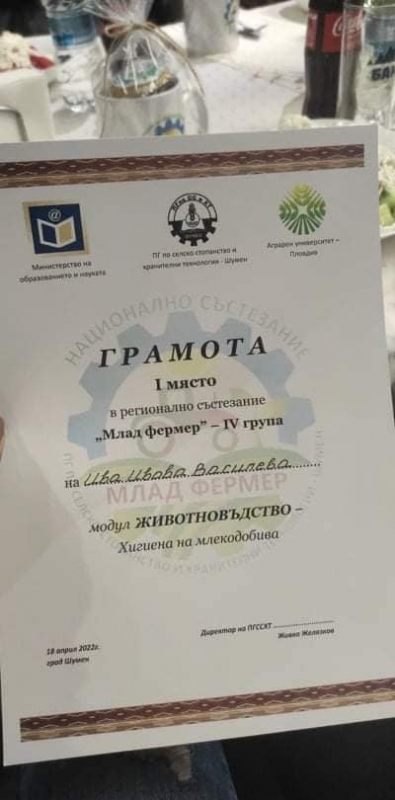 Министерство на
образованието и науката
ПГ по селско стопанство и
хранителни технологии - Шумен
Аграрен университет –
Пловдив
НАЦИОНАЛНО СЪСТЕЗАНИЕ
ГРАМОТА
I място
в регионално състезание
„Млад фермер” – IV група
на Ива Ивова Василева
МЛАД ФЕРМЕР
модул ЖИВОТНОВЪДСТВО –
Хигиена на млекодобива
Директор на ПГССХТ
Живко Желязков
18 април 2022г.
град Шумен